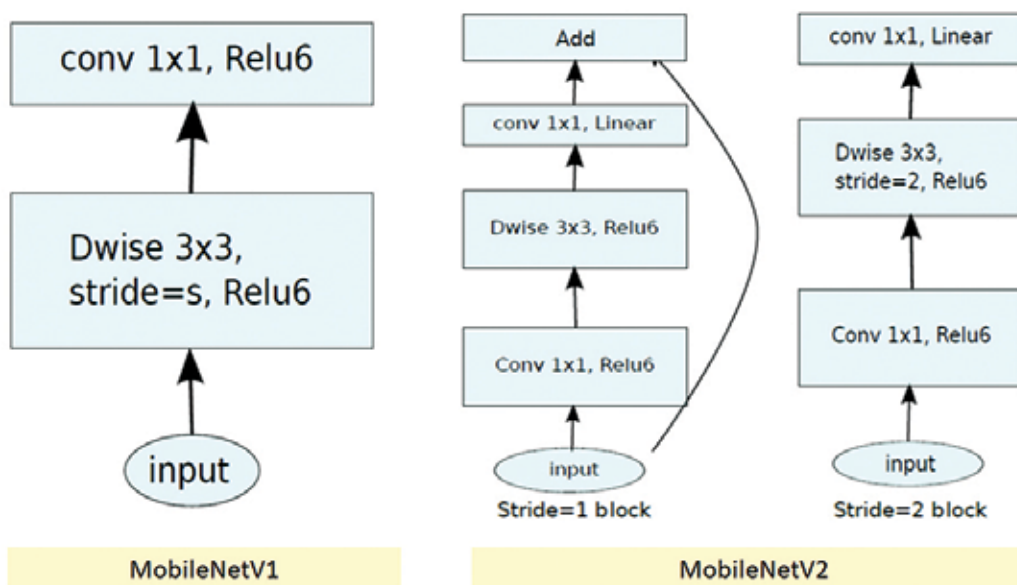 conv 1x1, Relu6
Dwise 3x3,
stride=s, Relu6
input
MobileNetV1
Add
conv 1x1, Linear
Dwise 3x3, Relu6
Conv 1x1, Relu6
input
Stride=1 block
conv 1x1, Linear
Dwise 3x3,
stride=2, Relu6
Conv 1x1, Relu6
input
Stride=2 block
MobileNetV2